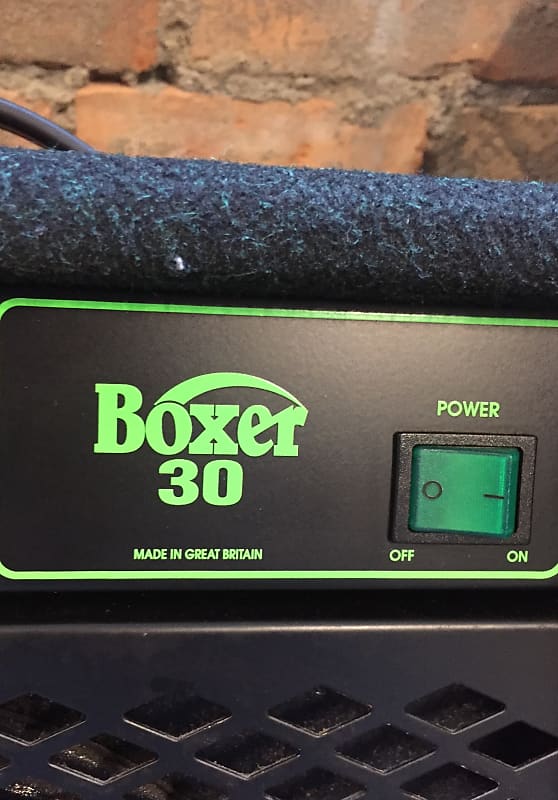 Boxer
30
MADE IN GREAT BRITAIN
POWER
O —
OFF ON